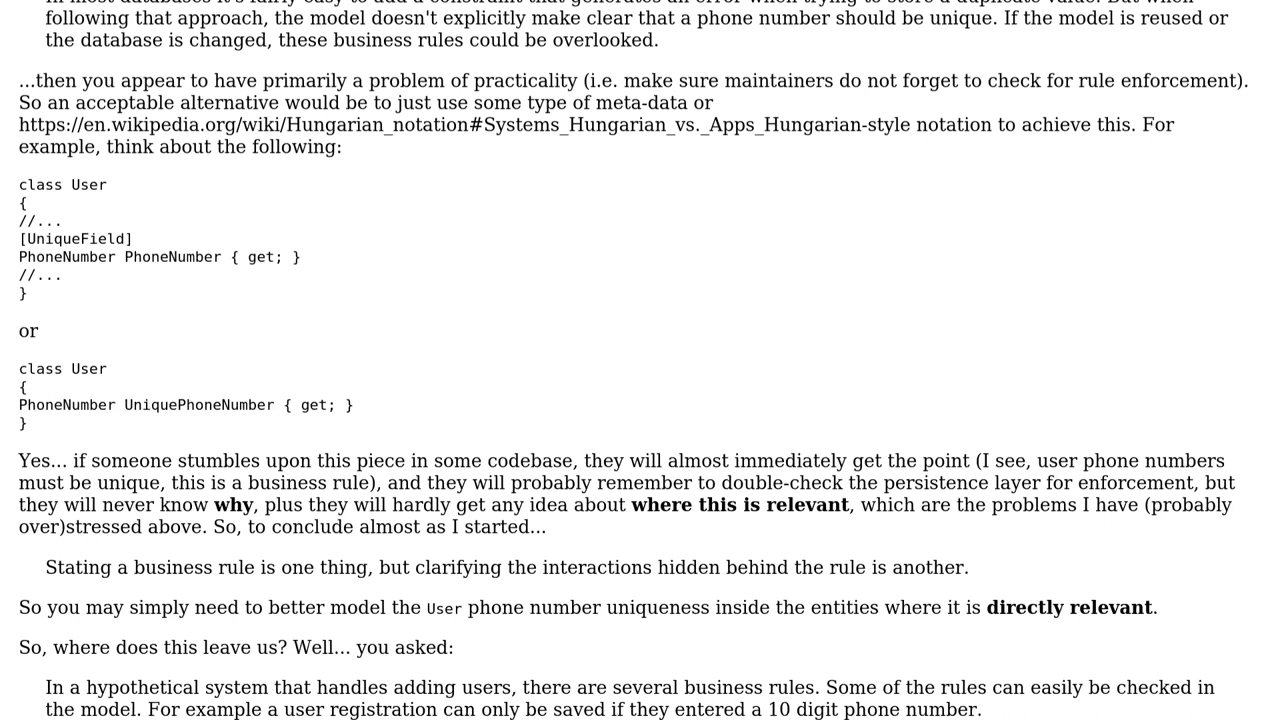 following that approach, the model doesn't explicitly make clear that a phone number should be unique. If the model is reused or
the database is changed, these business rules could be overlooked.
...then you appear to have primarily a problem of practicality (i.e. make sure maintainers do not forget to check for rule enforcement).
So an acceptable alternative would be to just use some type of meta-data or
https://en.wikipedia.org/wiki/Hungarian_notation#Systems_Hungarian_vs._Apps_Hungarian-style notation to achieve this. For
example, think about the following:
class User
{
//...
[UniqueField]
PhoneNumber PhoneNumber { get; }
//...
}
or
class User
{
PhoneNumber UniquePhoneNumber { get; }
}
Yes... if someone stumbles upon this piece in some codebase, they will almost immediately get the point (I see, user phone numbers
must be unique, this is a business rule), and they will probably remember to double-check the persistence layer for enforcement, but
they will never know why, plus they will hardly get any idea about where this is relevant, which are the problems I have (probably
over)stressed above. So, to conclude almost as I started...
Stating a business rule is one thing, but clarifying the interactions hidden behind the rule is another.
So you may simply need to better model the User phone number uniqueness inside the entities where it is directly relevant.
So, where does this leave us? Well... you asked:
In a hypothetical system that handles adding users, there are several business rules. Some of the rules can easily be checked in
the model. For example a user registration can only be saved if they entered a 10 digit phone number.